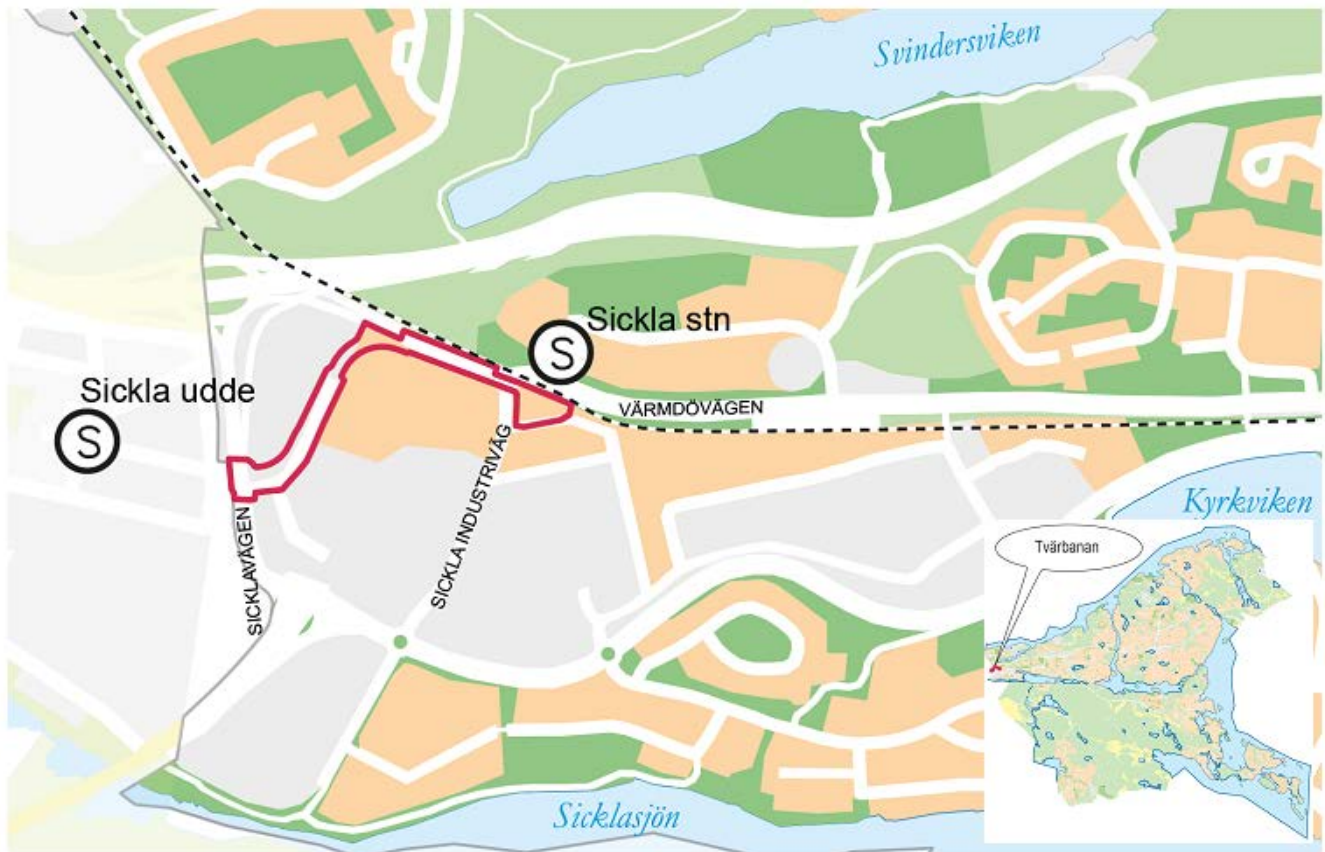 Svindersviken
Sickla stn
S
Sickla udde
S
VÄRMDÖVÄGEN
SICKLAVÄGEN
SICKLA INDUSTRIVÄG
Kyrkviken
Tvärbanan
Sicklasjön